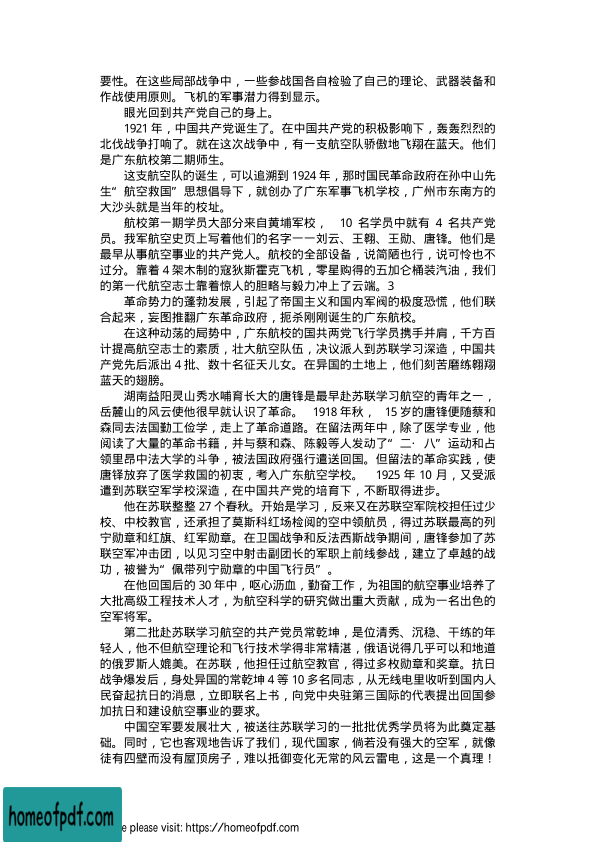 要性。在这些局部战争中，一些参战国各自检验了自己的理论、武器装备和
作战使用原则。飞机的军事潜力得到显示。
眼光回到共产党自己的身上。
1921 年，中国共产党诞生了。在中国共产党的积极影响下，轰轰烈烈的
北伐战争打响了。就在这次战争中，有一支航空队骄傲地飞翔在蓝天。他们
是广东航校第二期师生。
这支航空队的诞生，可以追溯到 1924 年，那时国民革命政府在孙中山先
生“航空救国”思想倡导下，就创办了广东军事飞机学校，广州市东南方的
大沙头就是当年的校址。
航校第一期学员大部分来自黄埔军校， 10 名学员中就有 4 名共产党
员。我军航空史页上写着他们的名字——刘云、王翱、王勋、唐锋。他们是
最早从事航空事业的共产党人。航校的全部设备，说简陋也行，说可怜也不
过分。靠着 4 架木制的寇狄斯霍克飞机，零星购得的五加仑桶装汽油，我们
的第一代航空志士靠着惊人的胆略与毅力冲上了云端。3
革命势力的蓬勃发展，引起了帝国主义和国内军阀的极度恐慌，他们联
合起来，妄图推翻广东革命政府，扼杀刚刚诞生的广东航校。
在这种动荡的局势中，广东航校的国共两党飞行学员携手并肩，千方百
计提高航空志士的素质，壮大航空队伍，决议派人到苏联学习深造，中国共
产党先后派出 4 批、数十名征天儿女。在异国的土地上，他们刻苦磨练翱翔
蓝天的翅膀。
湖南益阳灵山秀水哺育长大的唐锋是最早赴苏联学习航空的青年之一，
岳麓山的风云使他很早就认识了革命。 1918 年秋， 15 岁的唐锋便随蔡和
森同去法国勤工俭学，走上了革命道路。在留法两年中，除了医学专业，他
阅读了大量的革命书籍，并与蔡和森、陈毅等人发动了“二·八”运动和占
领里昂中法大学的斗争，被法国政府强行遣送回国。但留法的革命实践，使
唐铎放弃了医学救国的初衷，考入广东航空学校。 1925 年 10 月，又受派
遣到苏联空军学校深造，在中国共产党的培育下，不断取得进步。
他在苏联整整 27 个春秋。开始是学习，反来又在苏联空军院校担任过少
校、中校教官，还承担了莫斯科红场检阅的空中领航员，得过苏联最高的列
宁勋章和红旗、红军勋章。在卫国战争和反法西斯战争期间，唐锋参加了苏
联空军冲击团，以见习空中射击副团长的军职上前线参战，建立了卓越的战
功，被誉为“佩带列宁勋章的中国飞行员”。
在他回国后的 30 年中，呕心沥血，勤奋工作，为祖国的航空事业培养了
大批高级工程技术人才，为航空科学的研究做出重大贡献，成为一名出色的
空军将军。
第二批赴苏联学习航空的共产党员常乾坤，是位清秀、沉稳、干练的年
轻人，他不但航空理论和飞行技术学得非常精湛，俄语说得几乎可以和地道
的俄罗斯人媲美。在苏联，他担任过航空教官，得过多枚勋章和奖章。抗日
战争爆发后，身处异国的常乾坤 4 等 10 多名同志，从无线电里收听到国内人
民奋起抗日的消息，立即联名上书，向党中央驻第三国际的代表提出回国参
加抗日和建设航空事业的要求。
中国空军要发展壮大，被送往苏联学习的一批批优秀学员将为此奠定基
础。同时，它也客观地告诉了我们，现代国家，倘若没有强大的空军，就像
徒有四壁而没有屋顶房子，难以抵御变化无常的风云雷电，这是一个真理！
homeofpdf.com
e please visit: https://homeofpdf.com